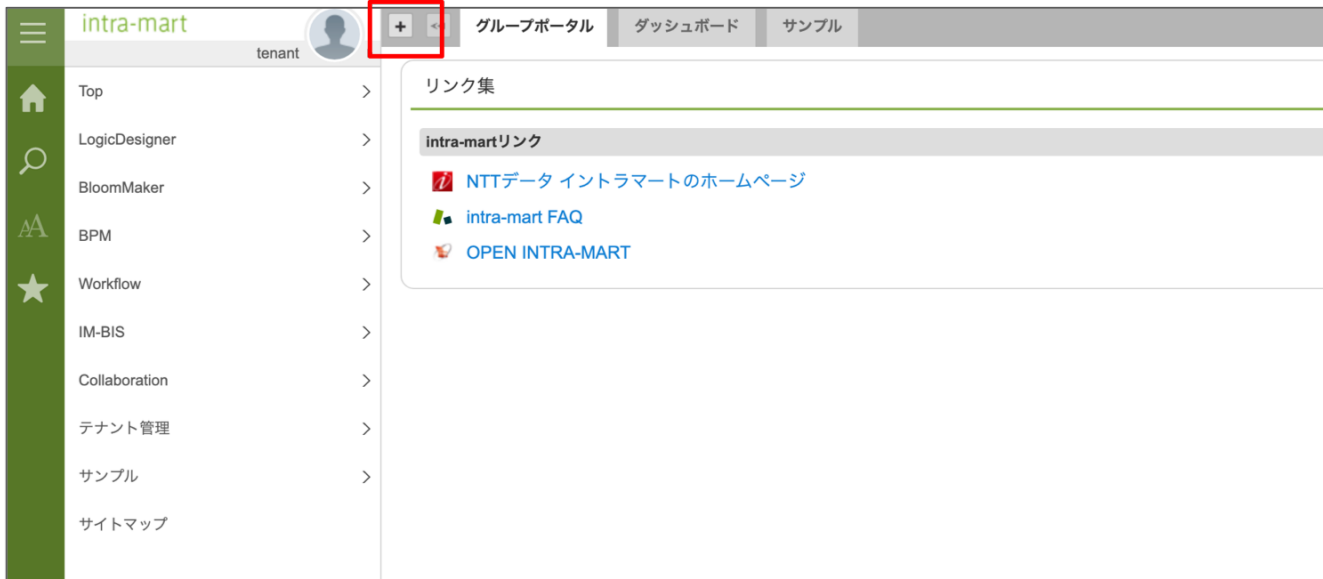 intra-mart
tenant
Top
LogicDesigner
BloomMaker
BPM
Workflow
IM-BIS
Collaboration
テナント管理
サンプル
サイトマップ
+
グループポータル ダッシュボード サンプル
リンク集
intra-martリンク
NTTデータ イントラマートのホームページ
intra-mart FAQ
OPEN INTRA-MART